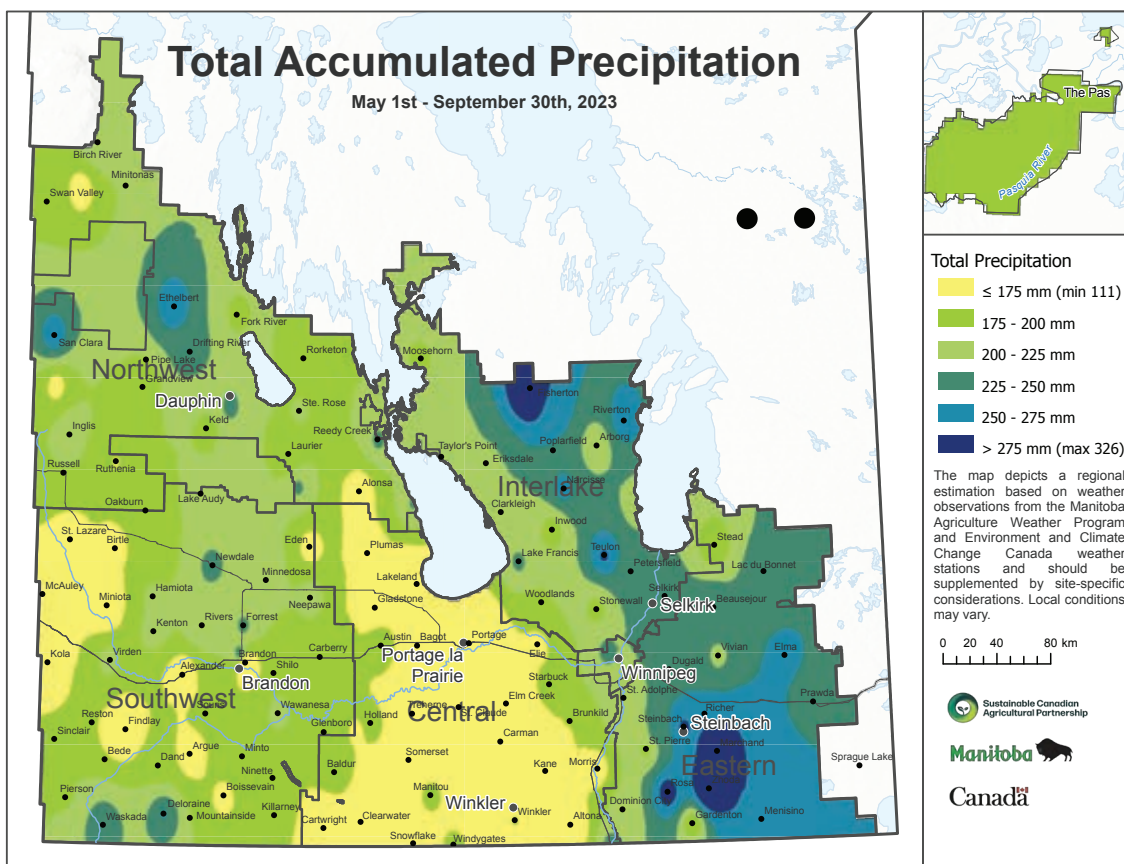 Total Accumulated Precipitation
May 1st - September 30th, 2023
The Pas
Pasquia River
Birch River
Minitonas
Swan Valley
Ethelbert
Fork River
San Clara
Drifting River
Rorketon
Moosehorn
Pipe Lake
Northwest
Grandview
Dauphin
Ste. Rose
Riverton
Inglis
Keld
Reedy Creek
Poplarfield
Arborg
Laurier
Taylor's Point
Eriksdale
Russell
Ruthenia
Interlake
Narcisse
Lake Audy
Alonsa
Oakburn
Clarkleigh
St. Lazare
Birtle
Eden
Plumas
Inwood
Stead
Newdale
Lake Francis
Teulon
Petersfield
Lac du Bonnet
Minnedosa
Lakeland
McAuley
Miniota
Hamiota
Neepawa
Gladstone
Woodlands
Stonewall
Selkirk
Selkirk
Beausejour
Kenton
Rivers
Forrest
Austin
Bagot
Portage
Elie
Portage la
Prairie
Kola
Virden
Brandon
Carberry
Winnipeg
Dugald
Vivian
Elma
Alexander
Shilo
Brandon
Starbuck
St. Adolphe
Southwest
Souris
Wawanesa
Treherne
St. Claude
Elm Creek
Central
Prawda
Reston
Findlay
Glenboro
Holland
Brunkild
Richer
Steinbach
Steinbach
Sinclair
Bede
Dand
Argue
Minto
Somerset
Carman
St. Pierre
Eastern
Sprague Lake
Ninette
Baldur
Kane
Morris
Pierson
Boissevain
Manitou
Winkler
Winkler
Dominion City
Deloraine
Waskada
Mountainside
Killarney
Cartwright
Clearwater
Altona
Gardenton
Menisino
Snowflake
Windygates
Total Precipitation
≤ 175 mm (min 111)
175 - 200 mm
200 - 225 mm
225 - 250 mm
250 - 275 mm
> 275 mm (max 326)
The map depicts a regional
estimation based on weather
observations from the Manitoba
Agriculture Weather Program
and Environment and Climate
Change Canada weather
stations and should be
supplemented by site-specific
considerations. Local conditions
may vary.
0 20 40 60 80 km
Sustainable Canadian
Agricultural Partnership
Manitoba
Canada